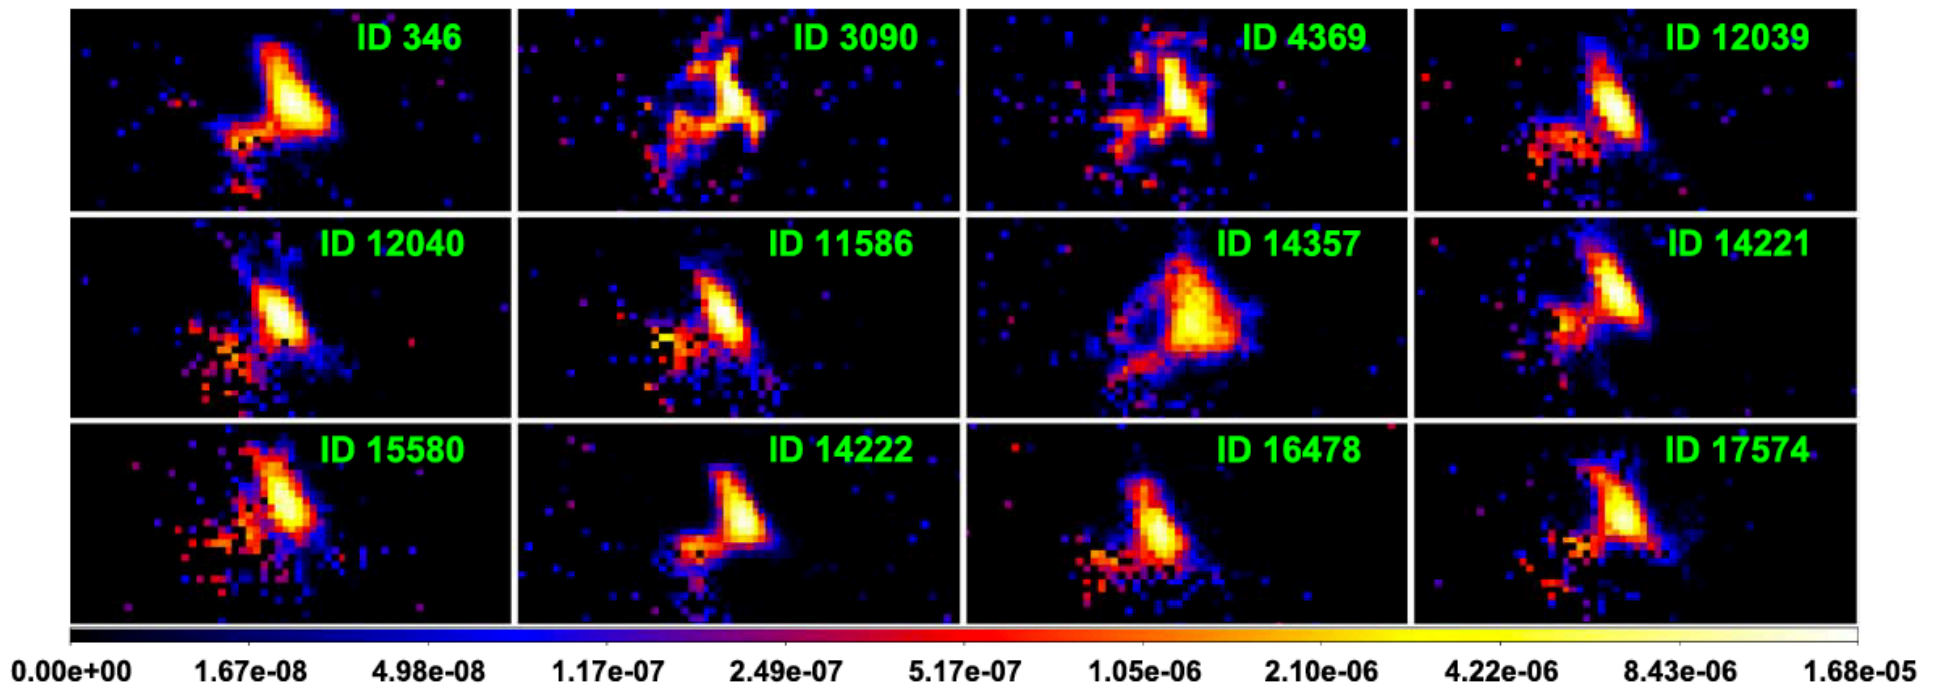 ID 346 ID 3090 ID 4369 ID 12039
ID 12040 ID 11586 ID 14357 ID 14221
ID 15580 ID 14222 ID 16478 ID 17574
0.00e+00 1.67e-08 4.98e-08 1.17e-07 2.49e-07 5.17e-07 1.05e-06 2.10e-06 4.22e-06 8.43e-06 1.68e-05